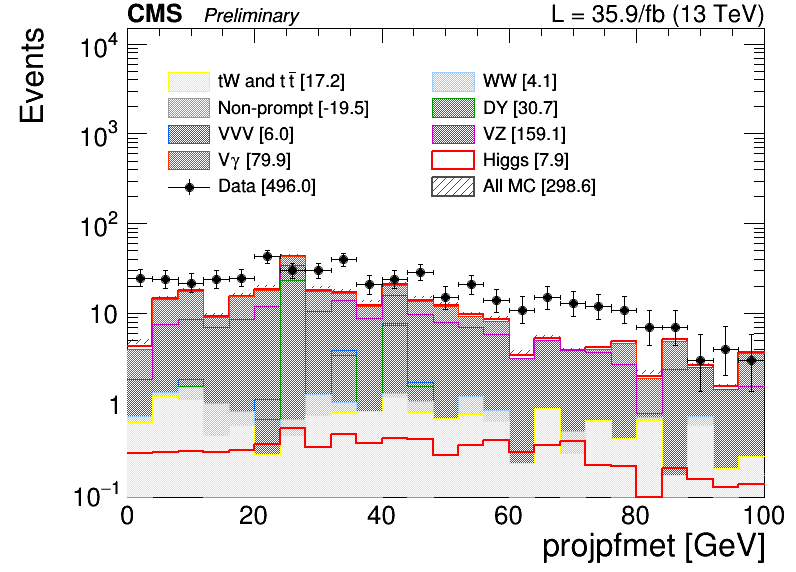 CMS Preliminary L = 35.9/fb (13 TeV)
Events
10⁴
10³
10²
10
1
10⁻¹
tW and t t̄ [17.2]
WW [4.1]
Non-prompt [-19.5]
DY [30.7]
VVV [6.0]
VZ [159.1]
Vγ [79.9]
Higgs [7.9]
Data [496.0]
All MC [298.6]
0 20 40 60 80 100
projpfmet [GeV]